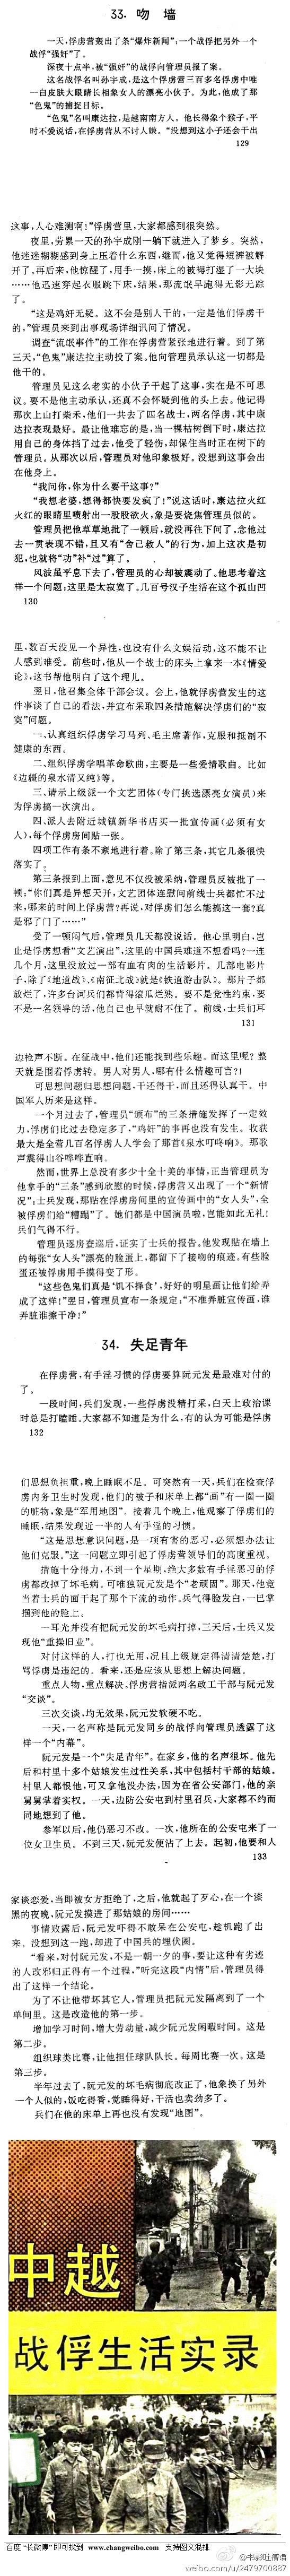 33. 吻墙
一天,俘虏营轰出了条“爆炸新闻”:一个战俘把另外一个
战俘“强奸”了。
深夜十点半,被“强奸”的战俘向管理员报了案。
这名战俘名叫孙宇成,是这个俘虏营三百多名俘虏中唯
一白皮肤大眼睛长相象女人的漂亮小伙子。为此,他成了那
“色鬼”的捕捉目标。
“色鬼”名叫康达拉,是越南南方人。他长得象个猴子,平
时不爱说话,在俘虏营从不讨人嫌。“没想到这小子还会干出
129
这事,人心难测啊!”俘虏营里,大家都感到很突然。
夜里,劳累一天的孙宇成刚一躺下就进入了梦乡。突然,
他迷迷糊糊感到身上压着什么东西,继而,他又觉得短裤被解
开了。再后来,他惊醒了,用手一摸,床上的被褥打湿了一大块
……他迅速穿起衣服跳下床,结果,那流氓早跑得无影无踪
了。
“这是鸡奸无疑。这不会是别人干的,一定是他们俘虏干
的,”管理员来到出事现场详细讯问了情况。
调查“流氓事件”的工作在俘虏营紧张地进行着。到了第
三天,“色鬼”康达拉主动投了案。他向管理员承认这一切都是
他干的。
管理员见这么老实的小伙子干起了这事,实在是不可思
议。要不是他主动承认,还真不会怀疑到他的头上去。他记得
那次上山打柴禾,他们一共去了四名战士,两名俘虏,其中康
达拉表现最好。最让他难忘的是,当一棵枯树倒下时,康达拉
用自己的身体挡了过去,他受了轻伤,却保住当时正在树下的
管理员。从那次以后,管理员对他印象极好。没想到这事会出
在他身上。
“我问你,你为什么要干这事?”
“我想老婆,想得都快要发疯了!”说这话时,康达拉火红
火红的眼睛里喷射出一股股欲火,象是要烧焦管理员似的。
管理员把他草草地批了一顿后,就没再往下问了。念他过
去一贯表现不错,且又有“舍己救人”的行为,加上这次是初
犯,也就将“功”补“过”算了。
风波虽平息下去了,管理员的心却被震动了。他思考着这
样一个问题:这里是太寂寞了。几百号汉子生活在这个孤山凹
130
里,数百天没见一个异性,也没有什么文娱活动,这不能不让
人感到难受。前些时,他从一个战士的床头上拿来一本《情爱
论》,这书帮他明白了这个理儿。
翌日,他召集全体干部会议。会上,他就俘虏营发生的这
件事谈了自己的看法,并宣布采取四条措施解决俘虏们的“寂
寞”问题。
一、认真组织俘虏学习马列、毛主席著作,克服和抵制不
健康的东西。
二、组织俘虏学唱革命歌曲,主要是一些爱情歌曲。比如
《边疆的泉水清又纯》等。
三、请示上级派一个文艺团体(专门挑选漂亮女演员)来
为俘虏搞一次演出。
四、派人去附近城镇新华书店买一批宣传画(必须有女
人),每个俘虏房间贴一张。
四项工作有条不紊地进行着。除了第三条,其它几条很快
落实了。
第三条报到上面,意见不仅没被采纳,管理员反被批了一
顿:“你们真是异想天开,文艺团体连慰问前线士兵都忙不过
来,哪来的时间上俘虏营?再说,对俘虏们怎么能搞这一套?真
是邪了门了……”
受了一顿闷气后,管理员几天都没说话。他心里明白,岂
止是俘虏想看“文艺演出”,这里的中国兵难道不想看吗?一连
几个月,这里没放过一部有血有肉的生活影片。几部电影片
子,除了《地道战》、《南征北战》就是《铁道游击队》。那片子都
放烂了,许多台词兵们都背得滚瓜烂熟。要不是党性约束,要
不是一名领导的话,他自己也早就耐不住了。前线,士兵们耳
131
边枪声不断。在征战中,他们还能找到些乐趣。而这里呢?整
天就是围着俘虏转。男人对男人,哪有什么情趣可言?!
可思想问题归思想问题,干还得干,而且还得认真干。中
国军人历来是这样。
一个月过去了,管理员“颁布”的三条措施发挥了一定效
力,俘虏们比过去稳定多了,“鸡奸”的事再也没有发生。收获
最大是全营几百名俘虏人人学会了那首《泉水叮咚响》。那歌
声震得山谷哗哗直响。
然而,世界上总没有多少十全十美的事情,正当管理员为
他拿手的“三条”感到欣慰的时候,俘虏营又出现了一个“新情
况”:士兵发现,那贴在俘虏房间里的宣传画中的“女人头”,全
被俘虏们给“糟蹋”了。她们都是中国演员啦,岂能如此无礼!
兵们气得不行。
管理员逐房查巡后,证实了士兵的报告。他发现贴在墙上
的每张“女人头”漂亮的脸蛋上,都留下了接吻的痕迹。有些脸
蛋还被俘虏用手摸得变了形。
“这些色鬼们真是‘饥不择食’,好好的明星画让他们给弄
成了这样!”翌日,管理员宣布一条规定:“不准弄脏宣传画,谁
弄脏谁擦干净!”
34. 失足青年
在俘虏营,有手淫习惯的俘虏要算阮元发是最难对付的
了。
一段时间,兵们发现,一些俘虏没精打采,白天上政治课
时总是打瞌睡。大家都不知道是为什么,有的认为可能是俘虏
132
们思想负担重,晚上睡眠不足。可突然有一天,兵们在检查俘
虏内务卫生时发现,他们的被子和床单上都“画”有一圈一圈
的脏物,象是“军用地图”。接着几个晚上,他观察了俘虏们的
睡眠,结果发现近一半的人有手淫的习惯。
“这是思想意识问题,是一项有害的恶习,必须想办法让
他们克服。”这一问题立即引起了俘虏营领导们的高度重视。
措施十分得力,不到一个星期,绝大多数有手淫恶习的俘
虏都改掉了坏毛病。可唯独阮元发是个“老顽固”。那天,他竟
当着士兵的面干起了那个下流的动作。兵气得脸发白,一巴掌
掴到他的脸上。
一耳光并没有把阮元发的坏毛病打掉,三天后,士兵又发
现他“重操旧业”。
对付这样的人,打也无用,况且上级规定得清清楚楚,打
骂俘虏是违纪的。看来,还是应该从思想上解决问题。
重点人物,重点解决。俘虏营指派两名政工干部与阮元发
“交谈”。
三次交谈,均无效果,阮元发软硬不吃。
一天,一名声称是阮元发同乡的战俘向管理员透露了这
样一个“内幕”。
阮元发是一个“失足青年”。在家乡,他的名声很坏。他先
后和村里十多个姑娘发生过性关系,其中包括村干部的姑娘。
村里人都恨他,可又拿他没办法,因为在省公安部门,他的亲
舅舅掌着实权。一天,边防公安屯到村里召兵,大家都不约而
同地想到了他。
参军以后,他仍恶习不改。一次,他所在的公安屯来了一
位女卫生员。不到三天,阮元发便佔了上去。起初,他要和人
133
家谈恋爱,当即被女方拒绝了,之后,他就起了歹心,在一个漆
黑的夜晚,阮元发摸进了那姑娘的房间……
事情败露后,阮元发吓得不敢呆在公安屯,趁机跑了出
来。没想到这一跑,却进了中国兵的埋伏圈。
“看来,对付阮元发,不是一朝一夕的事,要让这种有劣迹
的人改邪归正得有一个过程,”听完这段“内情”后,管理员得
出了这样一个结论。
为了不让他带坏其它人,管理员把阮元发隔离到了一个
单间里。这是改造他的第一步。
增加学习时间,增大劳动量,减少阮元发闲暇时间。这是
第二步。
组织球类比赛,让他担任球队队长。每周比赛一次。这是
第三步。
半年过去了,阮元发的坏毛病彻底改正了,他象换了另外
一个人似的,饭吃得香,觉睡得好,干活也卖劲多了。
兵们在他的床单上再也没有发现“地图”。
中越
战俘生活实录
百度“长微博”即可找到 www.changweibo.com 支持图文混排
@书影吐槽馆
weibo.com/u/2479700887